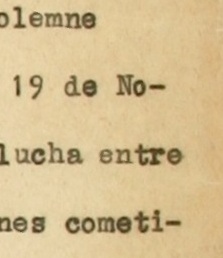 olemne
19 de No-
lucha entre
nes cometi-